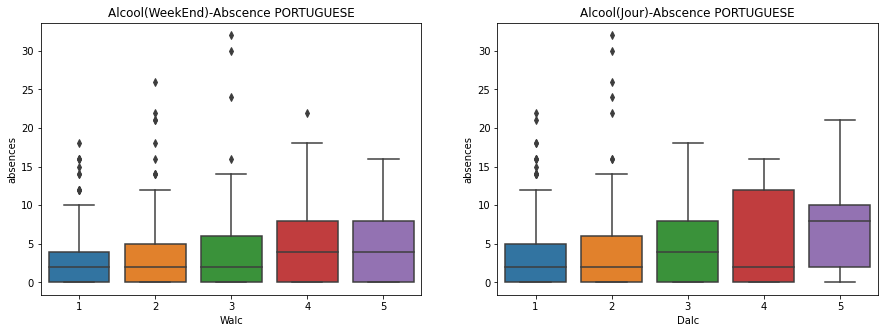 Alcool(WeekEnd)-Abscence PORTUGUESE
absences
30
25
20
15
10
5
0
1 2 3 4 5
Walc
Alcool(Jour)-Abscence PORTUGUESE
absences
30
25
20
15
10
5
0
1 2 3 4 5
Dalc